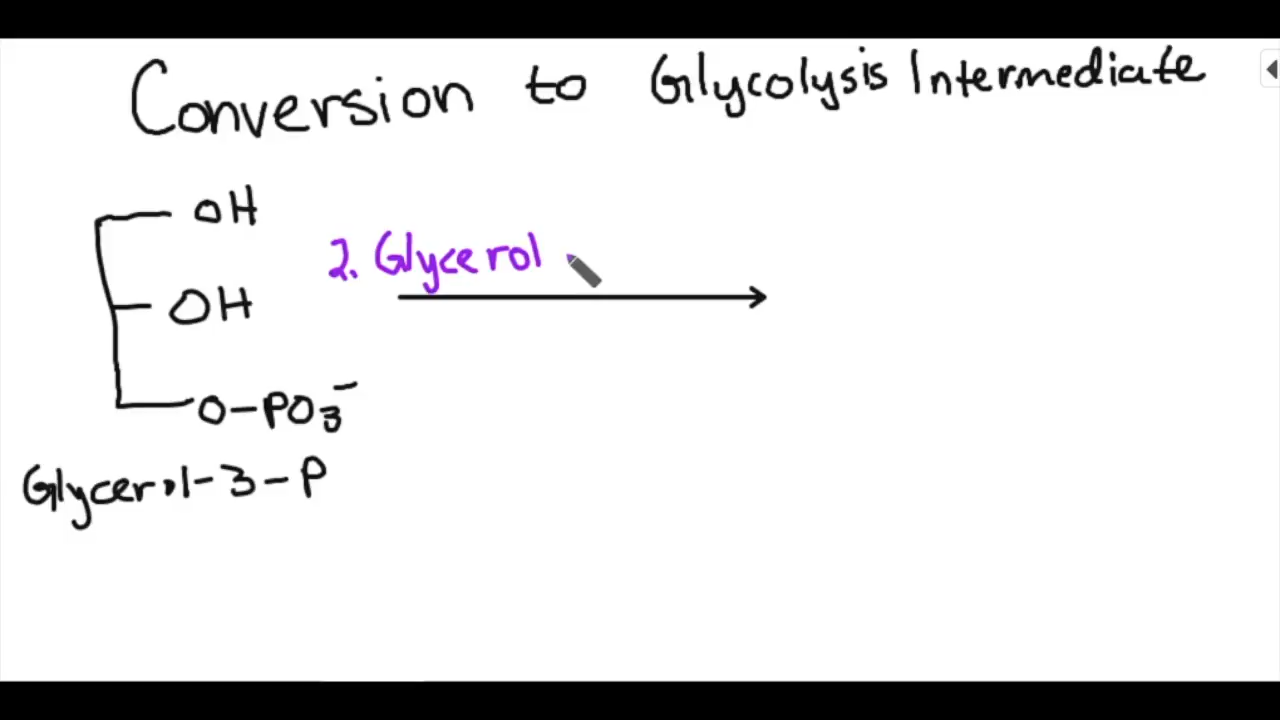 Conversion to Glycolysis Intermediate
OH
2. Glycerol
OH
O-PO3-
Glycerol-3-P